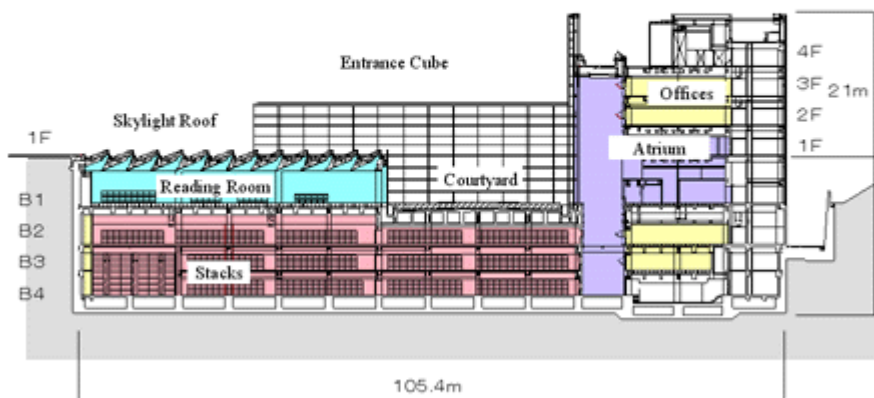 Entrance Cube
Skylight Roof
1F
Reading Room
B1
B2
B3
B4
Stacks
Courtyard
4F
3F
Offices
21m
2F
1F
Atrium
105.4m